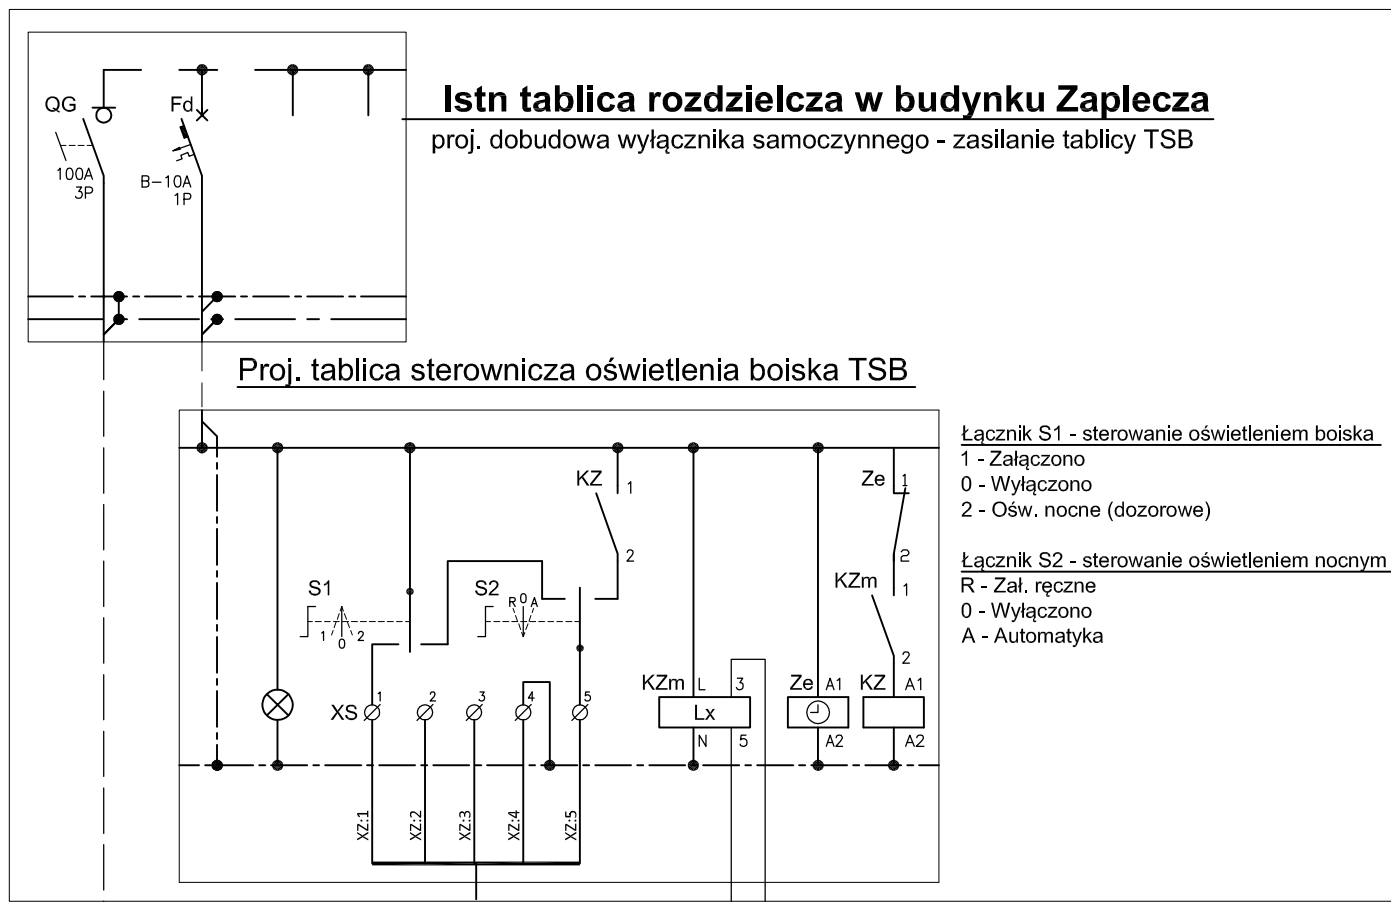 Istn tablica rozdzielcza w budynku Zaplecza
proj. dobudowa wyłącznika samoczynnego - zasilanie tablicy TSB
QG
Fd
100A
3P
B-10A
1P
Proj. tablica sterownicza oświetlenia boiska TSB
Łącznik S1 - sterowanie oświetleniem boiska
1 - Załączono
0 - Wyłączono
2 - Ośw. nocne (dozorowe)
Łącznik S2 - sterowanie oświetleniem nocnym
R - Zał. ręczne
0 - Wyłączono
A - Automatyka
KZ
1
2
Ze
1
2
KZm
1
2
S1
1
0
2
S2
R 0 A
XS
1
2
3
4
5
KZm
L
3
Lx
N
5
Ze
A1
A2
KZ
A1
A2
XZ:1
XZ:2
XZ:3
XZ:4
XZ:5